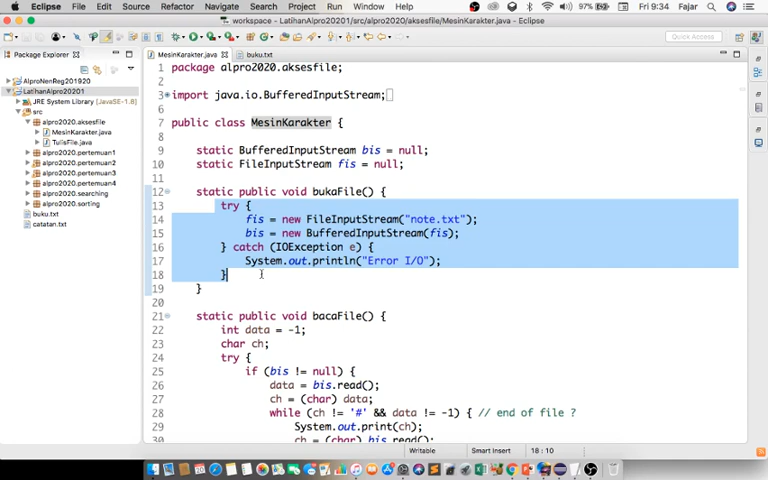 Eclipse File Edit Source Refactor Navigate Search Project Run Window Help 97% Fri 9:34 Fajar
workspace - LatihanAlpro20201/src/alpro2020/aksesfile/MesinKarakter.java - Eclipse
Quick Access
Package Explorer
AlproNenReg201920
LatihanAlpro20201
JRE System Library [JavaSE-1.8]
src
alpro2020.aksesfile
MesinKarakter.java
TulisFile.java
alpro2020.pertemuan1
alpro2020.pertemuan2
alpro2020.pertemuan3
alpro2020.pertemuan4
alpro2020.searching
alpro2020.sorting
buku.txt
catatan.txt
MesinKarakter.java buku.txt
1 package alpro2020.aksesfile;
2
3 import java.io.BufferedInputStream;
6
7 public class MesinKarakter {
8
9 static BufferedInputStream bis = null;
10 static FileInputStream fis = null;
11
12 static public void bukaFile() {
13 try {
14 fis = new FileInputStream("note.txt");
15 bis = new BufferedInputStream(fis);
16 } catch (IOException e) {
17 System.out.println("Error I/O");
18 }
19 }
20
21 static public void bacaFile() {
22 int data = -1;
23 char ch;
24 try {
25 if (bis != null) {
26 data = bis.read();
27 ch = (char) data;
28 while (ch != '#' && data != -1) { // end of file ?
29 System.out.print(ch);
30 ch = (char) bis.read();
Writable Smart Insert 18 : 10